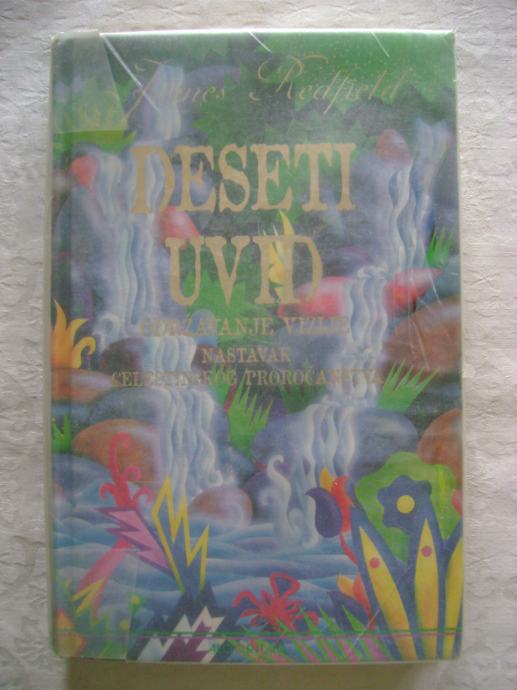 James Redfield
DESETI
UVID
ODRŽAVANJE VIZIJE
NASTAVAK
CELESTINSKOG PROROČANSTVA